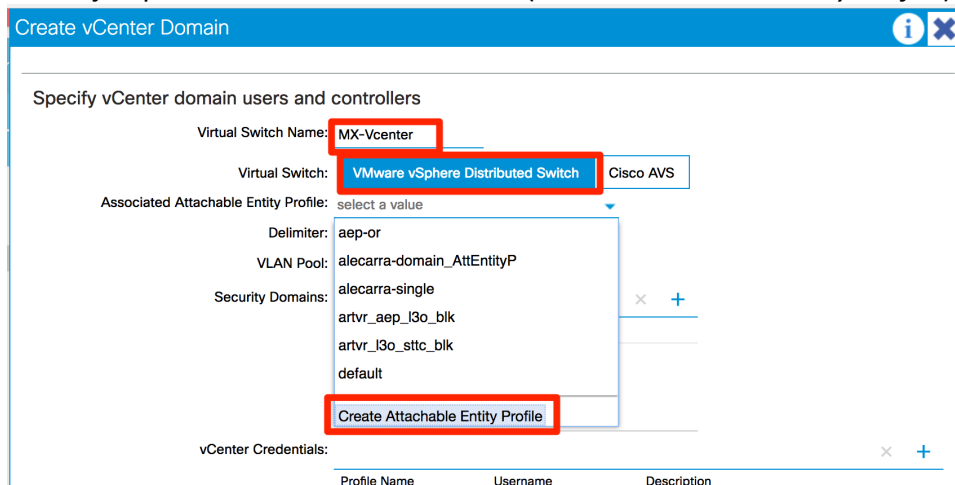 Create vCenter Domain
i
Specify vCenter domain users and controllers
Virtual Switch Name: MX-Vcenter
Virtual Switch: VMware vSphere Distributed Switch Cisco AVS
Associated Attachable Entity Profile: select a value
Delimiter: aep-or
VLAN Pool: alecarra-domain_AttEntityP
Security Domains: alecarra-single
artvr_aep_l3o_blk
artvr_l3o_sttc_blk
default
Create Attachable Entity Profile
vCenter Credentials:
Profile Name Username Description